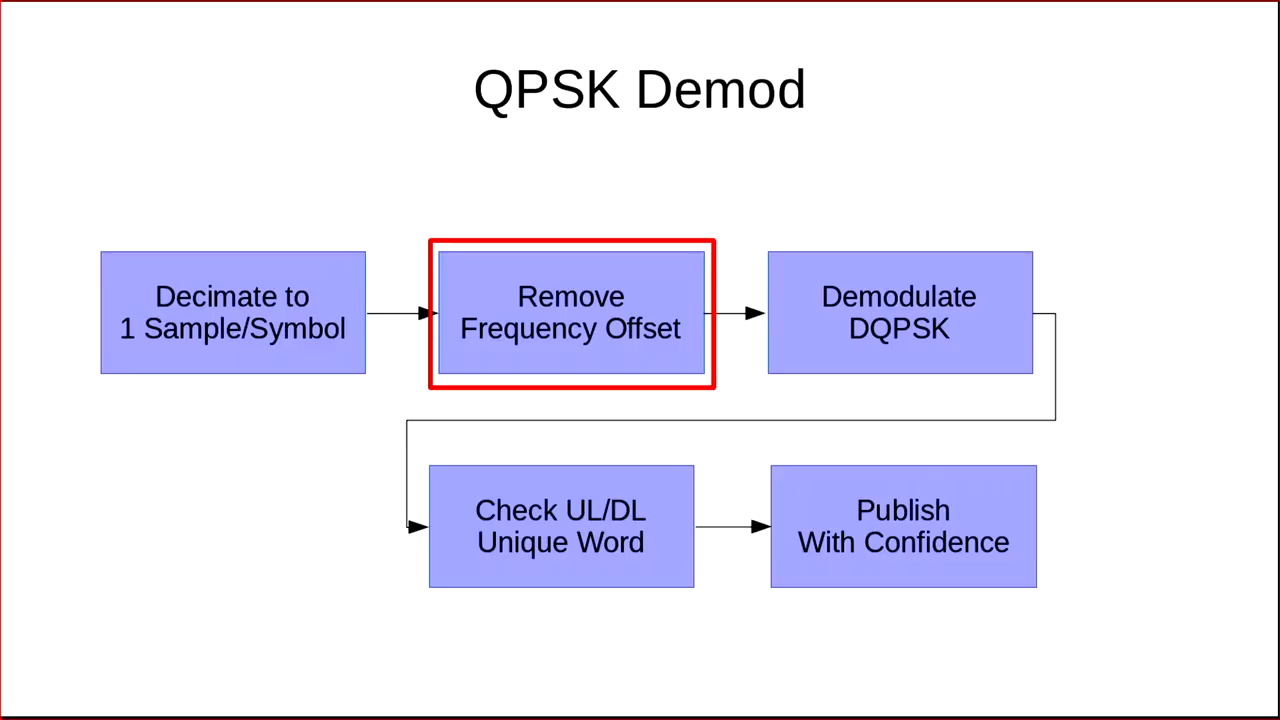 QPSK Demod
Decimate to
1 Sample/Symbol
Remove
Frequency Offset
Demodulate
DQPSK
Check UL/DL
Unique Word
Publish
With Confidence